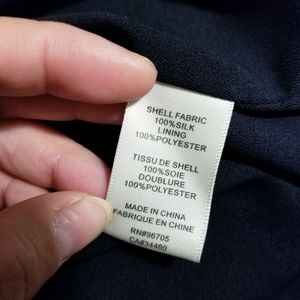 SHELL FABRIC
100%SILK
LINING
100%POLYESTER
TISSU DE SHELL
100%SOIE
DOUBLURE
100%POLYESTER
MADE IN CHINA
FABRIQUE EN CHINE
RN#96705
CA#34460